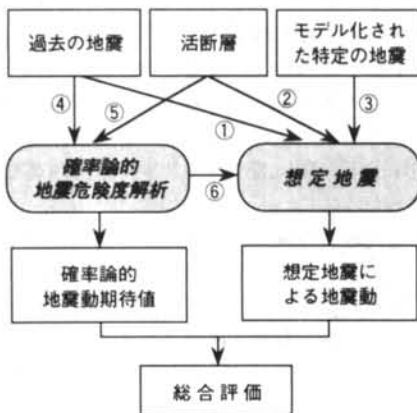 過去の地震
活断層
モデル化され
た特定の地震
④
⑤
①
②
③
確率論的
地震危険度解析
⑥
想定地震
確率論的
地震動期待値
想定地震に
よる地震動
総合評価